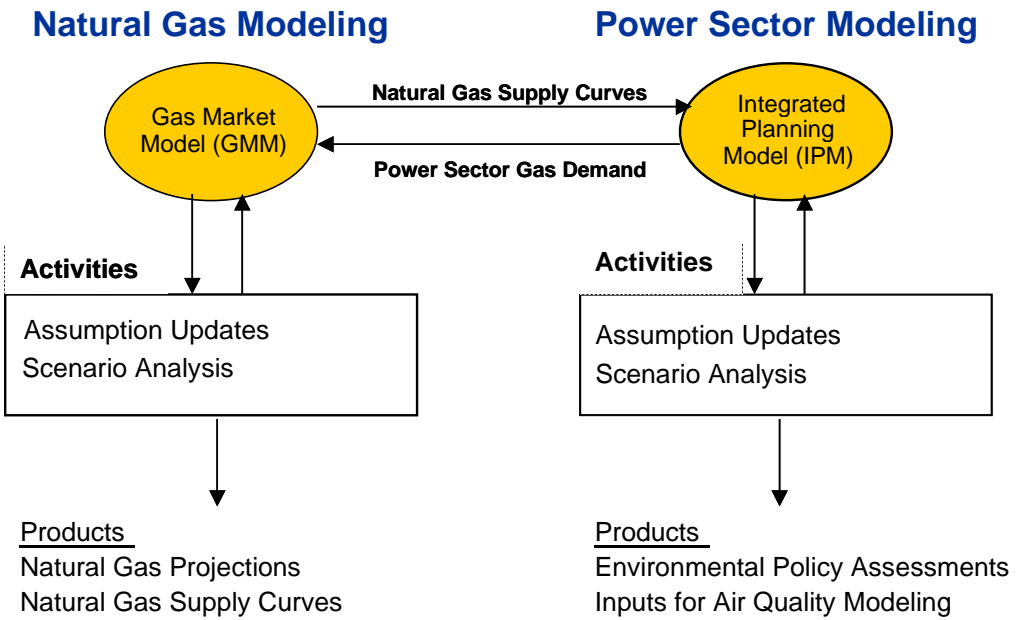 Natural Gas Modeling
Power Sector Modeling
Gas Market
Model (GMM)
Natural Gas Supply Curves
Power Sector Gas Demand
Integrated
Planning
Model (IPM)
Activities
Assumption Updates
Scenario Analysis
Products
Natural Gas Projections
Natural Gas Supply Curves
Activities
Assumption Updates
Scenario Analysis
Products
Environmental Policy Assessments
Inputs for Air Quality Modeling